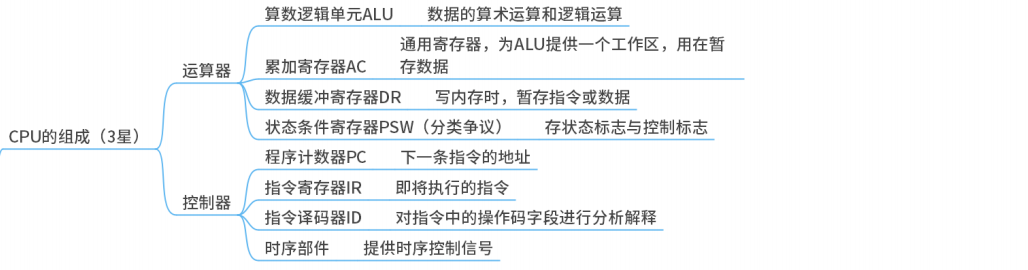 CPU的组成（3星）
运算器
算数逻辑单元ALU 数据的算术运算和逻辑运算
累加寄存器AC 通用寄存器，为ALU提供一个工作区，用在暂
存数据
数据缓冲寄存器DR 写内存时，暂存指令或数据
状态条件寄存器PSW（分类争议） 存状态标志与控制标志
控制器
程序计数器PC 下一条指令的地址
指令寄存器IR 即将执行的指令
指令译码器ID 对指令中的操作码字段进行分析解释
时序部件 提供时序控制信号